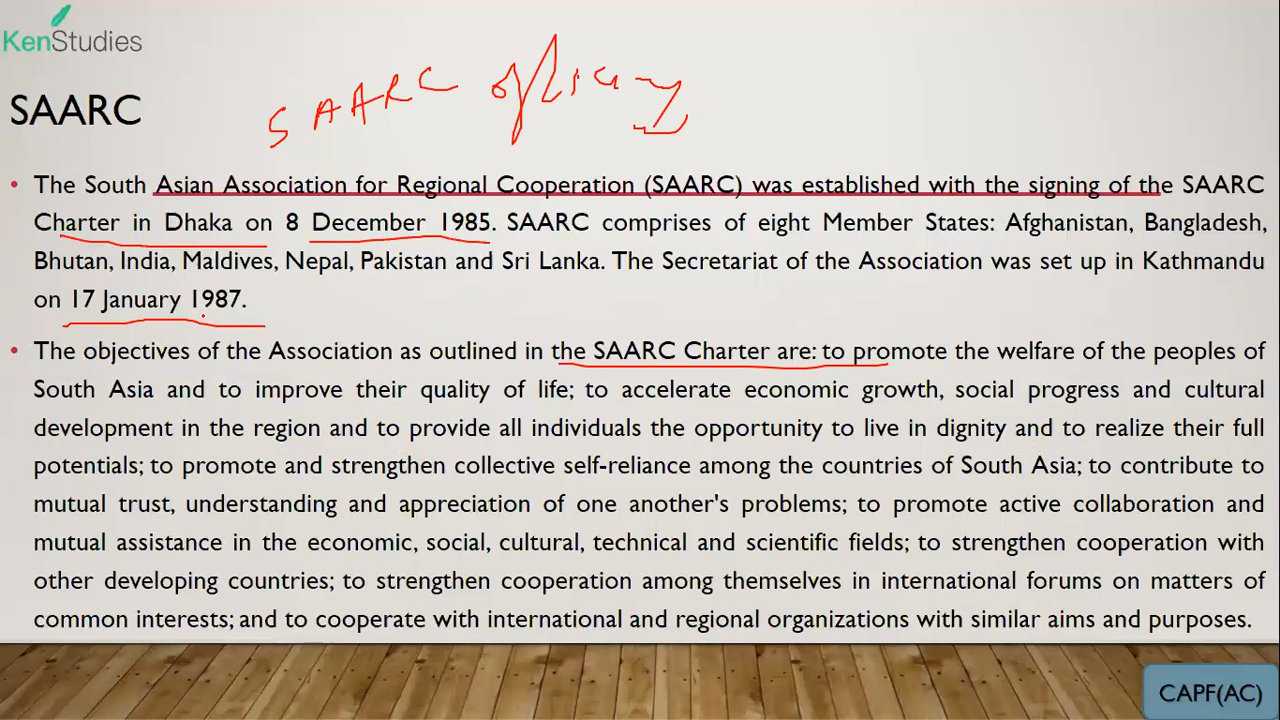 KenStudies
SAARC
SAARC
• The South Asian Association for Regional Cooperation (SAARC) was established with the signing of the SAARC
Charter in Dhaka on 8 December 1985. SAARC comprises of eight Member States: Afghanistan, Bangladesh,
Bhutan, India, Maldives, Nepal, Pakistan and Sri Lanka. The Secretariat of the Association was set up in Kathmandu
on 17 January 1987.
• The objectives of the Association as outlined in the SAARC Charter are: to promote the welfare of the peoples of
South Asia and to improve their quality of life; to accelerate economic growth, social progress and cultural
development in the region and to provide all individuals the opportunity to live in dignity and to realize their full
potentials; to promote and strengthen collective self-reliance among the countries of South Asia; to contribute to
mutual trust, understanding and appreciation of one another's problems; to promote active collaboration and
mutual assistance in the economic, social, cultural, technical and scientific fields; to strengthen cooperation with
other developing countries; to strengthen cooperation among themselves in international forums on matters of
common interests; and to cooperate with international and regional organizations with similar aims and purposes.
CAPF(AC)